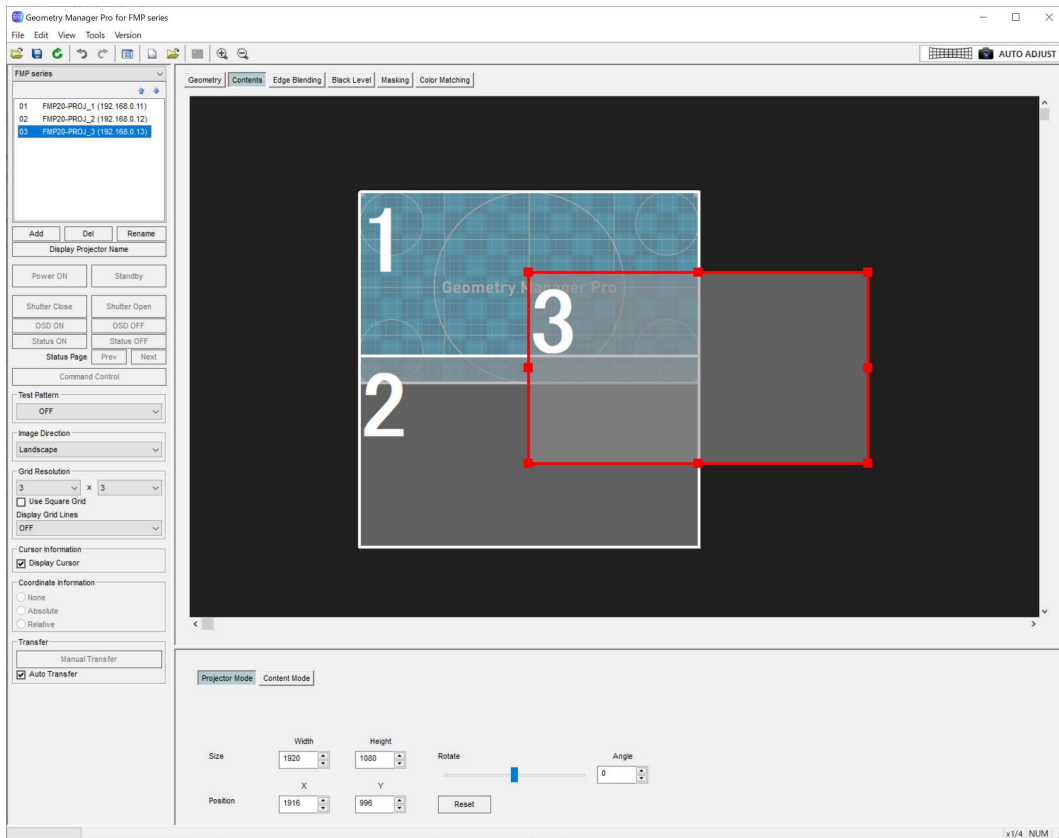 Geometry Manager Pro for FMP series
File Edit View Tools Version
AUTO ADJUST
FMP series
01 FMP20-PROJ_1 (192.168.0.11)
02 FMP20-PROJ_2 (192.168.0.12)
03 FMP20-PROJ_3 (192.168.0.13)
Add Del Rename
Display Projector Name
Power ON Standby
Shutter Close Shutter Open
OSD ON OSD OFF
Status ON Status OFF
Status Page Prev Next
Command Control
Test Pattern
OFF
Image Direction
Landscape
Grid Resolution
3 x 3
Use Square Grid
Display Grid Lines
OFF
Cursor Information
Display Cursor
Coordinate Information
None
Absolute
Relative
Transfer
Manual Transfer
Auto Transfer
Geometry Contents Edge Blending Black Level Masking Color Matching
1
Geometry Manager Pro
3
2
Projector Mode Content Mode
Width Height
Size 1920 1080 Rotate Angle
0
X Y
Position 1916 996 Reset
x1/4 NUM